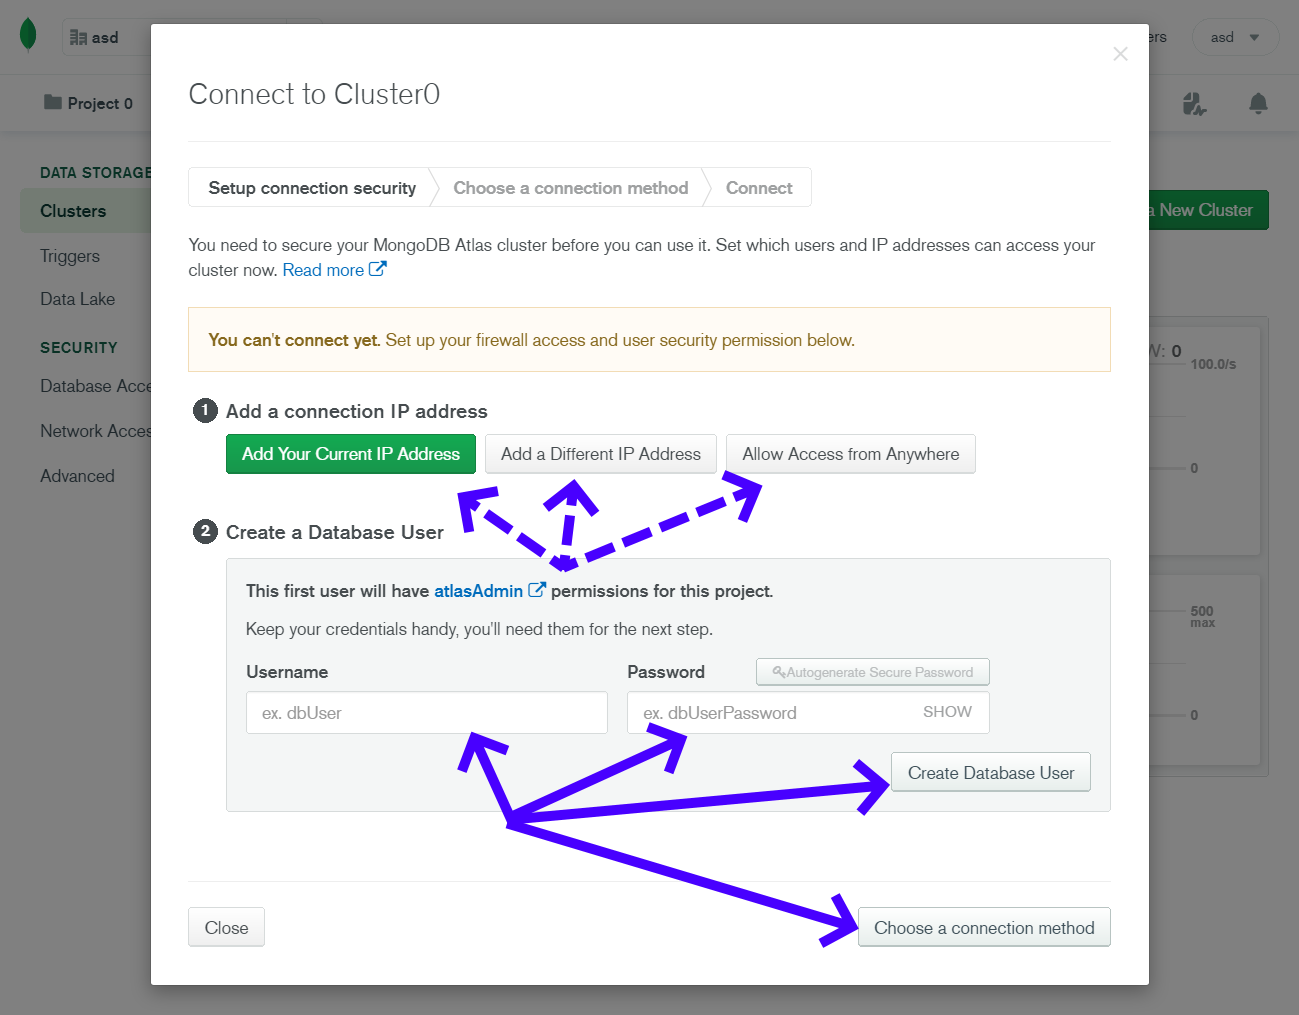 asd
ers
asd
Project 0
DATA STORAGE
Clusters
Triggers
Data Lake
SECURITY
Database Acce
Network Acces
Advanced
a New Cluster
W: 0
100.0/s
0
500
max
0
Connect to Cluster0
Setup connection security
Choose a connection method
Connect
You need to secure your MongoDB Atlas cluster before you can use it. Set which users and IP addresses can access your
cluster now. Read more
You can't connect yet. Set up your firewall access and user security permission below.
1 Add a connection IP address
Add Your Current IP Address
Add a Different IP Address
Allow Access from Anywhere
2 Create a Database User
This first user will have atlasAdmin permissions for this project.
Keep your credentials handy, you'll need them for the next step.
Username
Password
Autogenerate Secure Password
ex. dbUser
ex. dbUserPassword
SHOW
Create Database User
Close
Choose a connection method